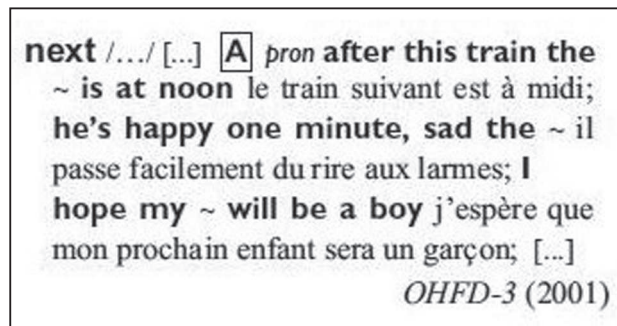 next /.../ [...] A pron after this train the
~ is at noon le train suivant est à midi;
he's happy one minute, sad the ~ il
passe facilement du rire aux larmes; I
hope my ~ will be a boy j'espère que
mon prochain enfant sera un garçon; [...]
OHFD-3 (2001)